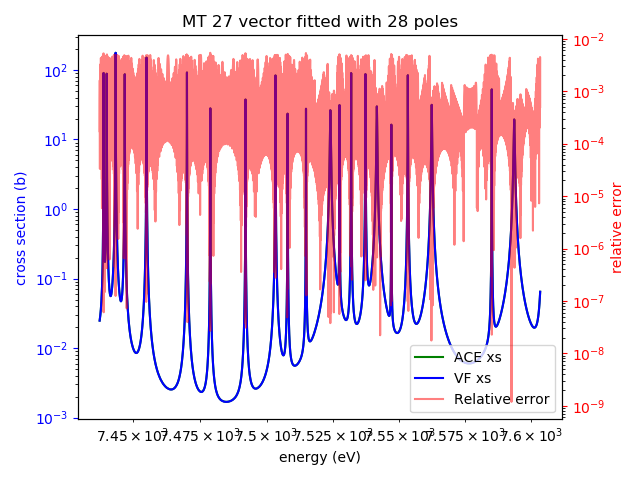 MT 27 vector fitted with 28 poles
10²
10¹
10⁰
10⁻¹
10⁻²
10⁻³
cross section (b)
10⁻²
10⁻³
10⁻⁴
10⁻⁵
10⁻⁶
10⁻⁷
10⁻⁸
10⁻⁹
relative error
ACE xs
VF xs
Relative error
7.45 × 10³ 7.475 × 10³ 7.5 × 10³ 7.525 × 10³ 7.55 × 10³ 7.575 × 10³ 7.6 × 10³
energy (eV)